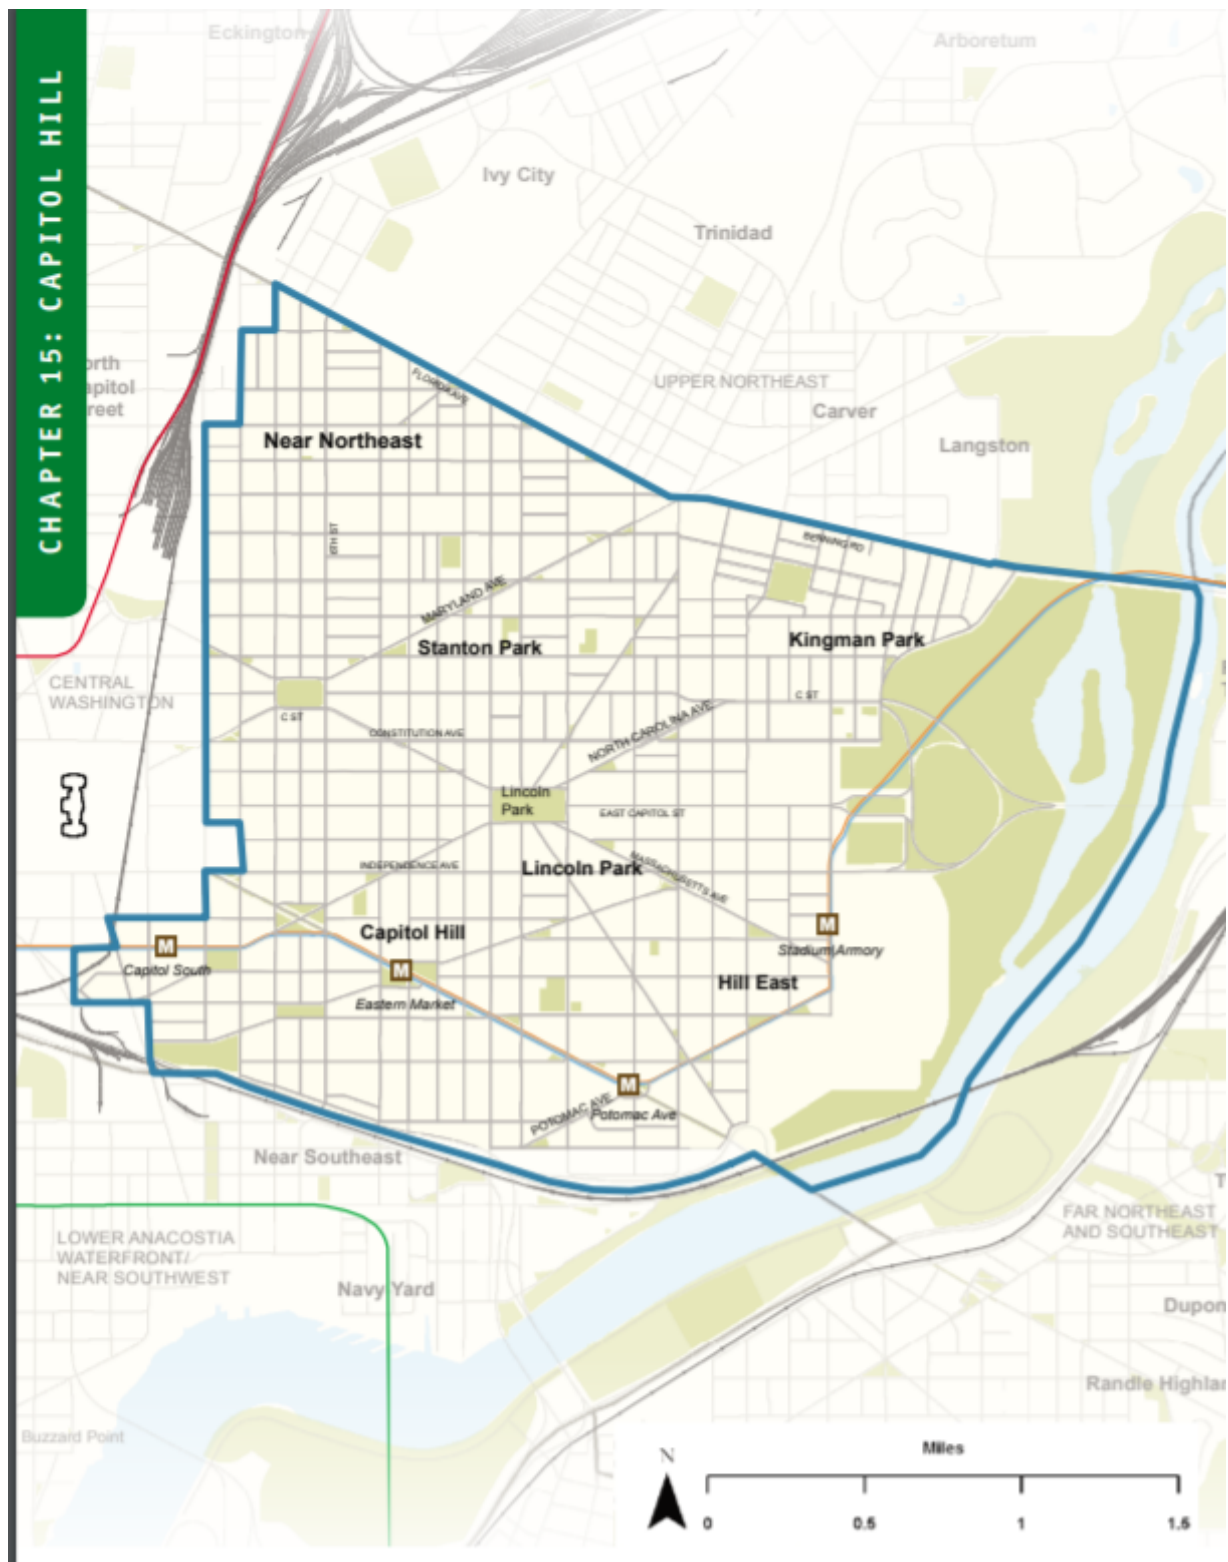 CHAPTER 15: CAPITOL HILL
Eckington
Arboretum
Ivy City
Trinidad
orth
apitol
reet
UPPER NORTHEAST
Carver
FLORIDA AVE
Near Northeast
Langston
6TH ST
BENNING RD
MARYLAND AVE
Stanton Park
Kingman Park
CENTRAL
WASHINGTON
C ST
C ST
NORTH CAROLINA AVE
CONSTITUTION AVE
Lincoln
Park
EAST CAPITOL ST
INDEPENDENCE AVE
Lincoln Park
MASSACHUSETTS AVE
Capitol Hill
M
Stadium/Armory
M
Capitol South
M
Eastern Market
Hill East
M
POTOMAC AVE
Potomac Ave
Near Southeast
FAR NORTHEAST
AND SOUTHEAST
LOWER ANACOSTIA
WATERFRONT/
NEAR SOUTHWEST
Navy Yard
Dupon
Randle Highlan
Buzzard Point
N
Miles
0
0.5
1
1.5